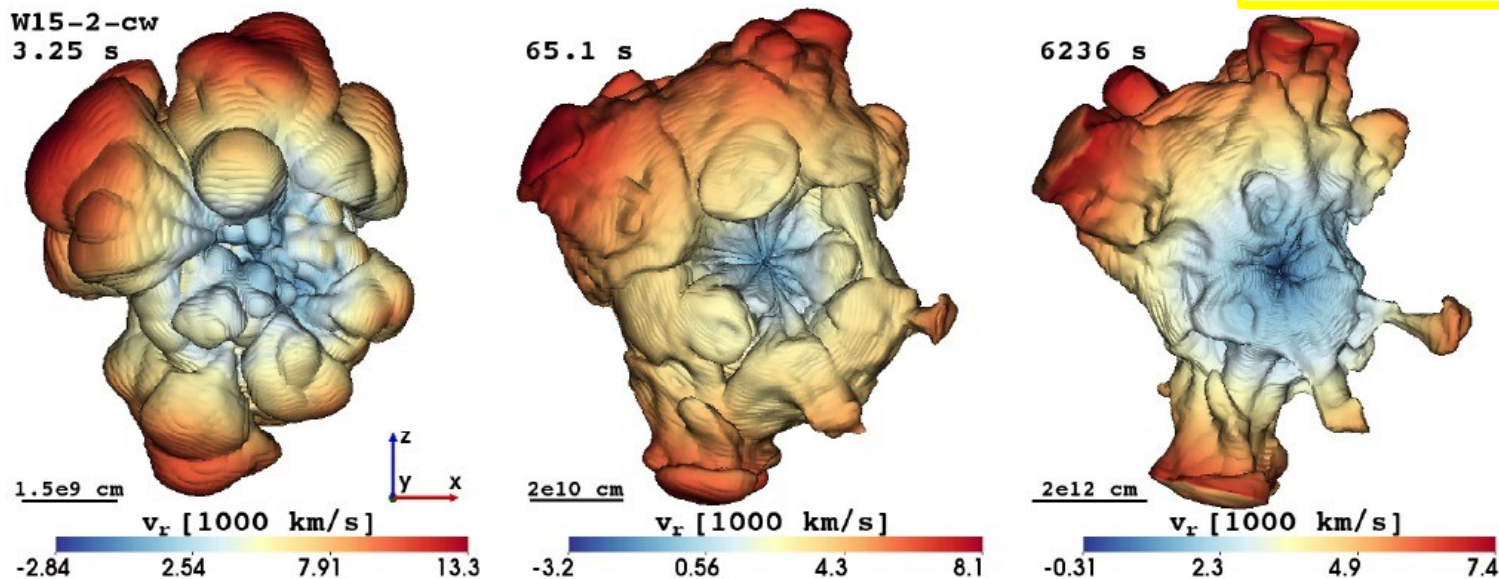 W15-2-cw
3.25 s
65.1 s
6236 s
z
y x
1.5e9 cm
2e10 cm
2e12 cm
v_r [1000 km/s]
v_r [1000 km/s]
v_r [1000 km/s]
-2.84 2.54 7.91 13.3
-3.2 0.56 4.3 8.1
-0.31 2.3 4.9 7.4